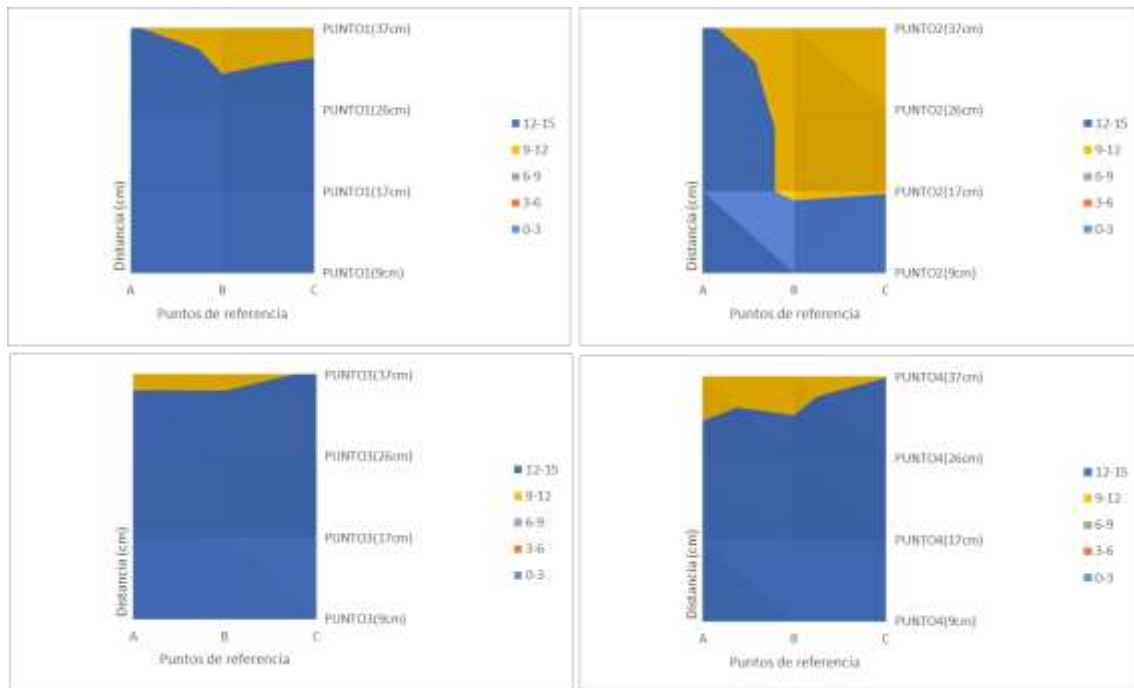 PUNTO1(37cm)
PUNTO1(26cm)
PUNTO1(17cm)
PUNTO1(9cm)
Distancia (cm)
A B C
Puntos de referencia
12-15
9-12
6-9
3-6
0-3
PUNTO2(37cm)
PUNTO2(26cm)
PUNTO2(17cm)
PUNTO2(9cm)
Distancia (cm)
A B C
Puntos de referencia
12-15
9-12
6-9
3-6
0-3
PUNTO3(37cm)
PUNTO3(26cm)
PUNTO3(17cm)
PUNTO3(9cm)
Distancia (cm)
A B C
Puntos de referencia
12-15
9-12
6-9
3-6
0-3
PUNTO4(37cm)
PUNTO4(26cm)
PUNTO4(17cm)
PUNTO4(9cm)
Distancia (cm)
A B C
Puntos de referencia
12-15
9-12
6-9
3-6
0-3